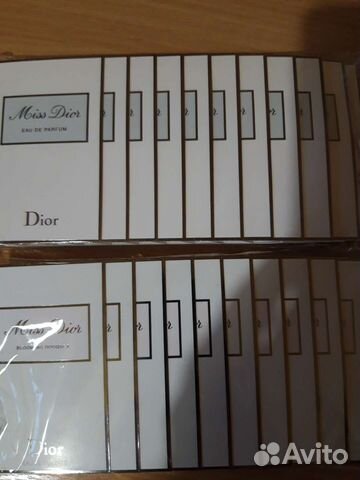 Miss Dior
EAU DE PARFUM
Dior
Miss Dior
BLOOMING BOUQUET
Dior
Avito